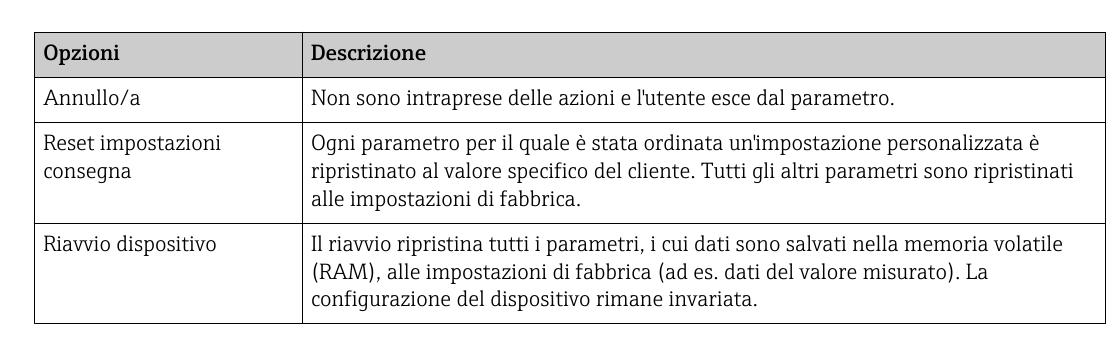 Opzioni Descrizione
Annullo/a Non sono intraprese delle azioni e l'utente esce dal parametro.
Reset impostazioni Ogni parametro per il quale è stata ordinata un'impostazione personalizzata è
consegna ripristinato al valore specifico del cliente. Tutti gli altri parametri sono ripristinati
alle impostazioni di fabbrica.
Riavvio dispositivo Il riavvio ripristina tutti i parametri, i cui dati sono salvati nella memoria volatile
(RAM), alle impostazioni di fabbrica (ad es. dati del valore misurato). La
configurazione del dispositivo rimane invariata.